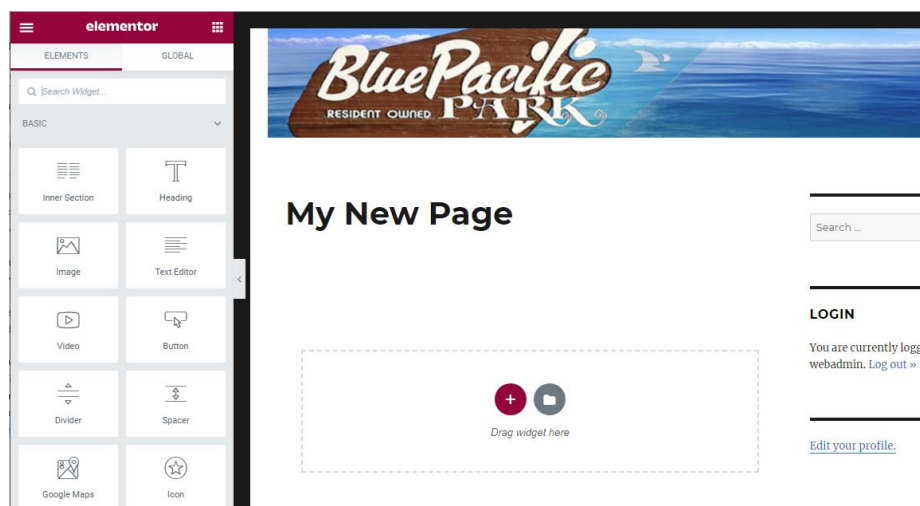 elementor
ELEMENTS
GLOBAL
Search Widget...
BASIC
Inner Section
Heading
Image
Text Editor
Video
Button
Divider
Spacer
Google Maps
Icon
Blue Pacific
RESIDENT OWNED PARK
My New Page
Drag widget here
Search ...
LOGIN
You are currently logg
webadmin. Log out »
Edit your profile.